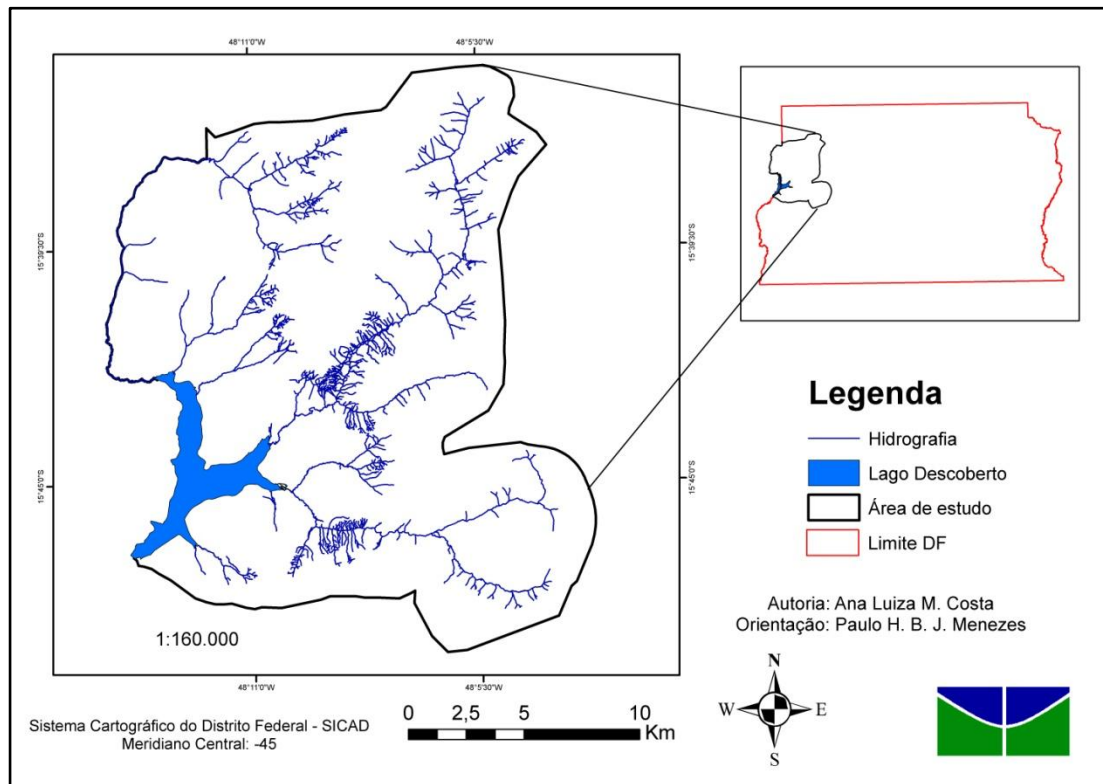 48°11'0"W
48°5'30"W
15°39'30"S
15°39'30"S
15°45'0"S
15°45'0"S
1:160.000
48°11'0"W
48°5'30"W
Legenda
Hidrografia
Lago Descoberto
Área de estudo
Limite DF
Autoria: Ana Luiza M. Costa
Orientação: Paulo H. B. J. Menezes
N
W
E
S
Sistema Cartográfico do Distrito Federal - SICAD
Meridiano Central: -45
0 2,5 5 10
Km